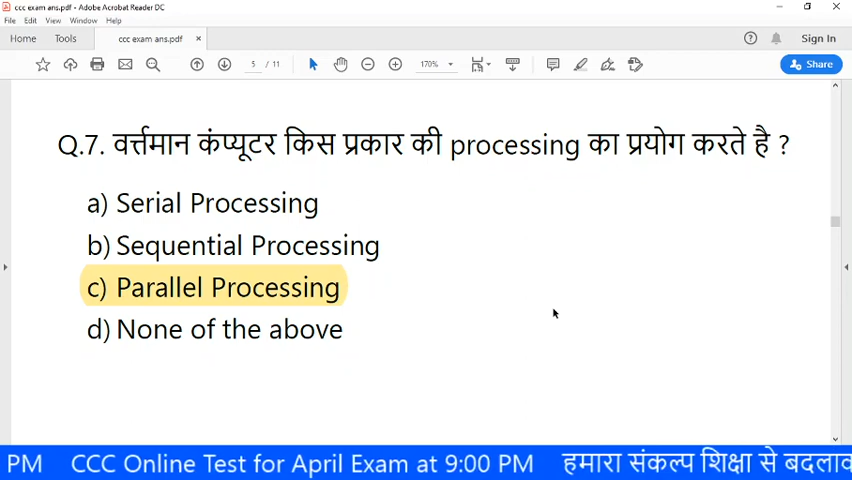 ccc exam ans.pdf - Adobe Acrobat Reader DC
File Edit View Window Help
Home Tools ccc exam ans.pdf × Sign In
5 / 11 170% Share
Q.7. वर्त्तमान कंप्यूटर किस प्रकार की processing का प्रयोग करते है ?
a) Serial Processing
b) Sequential Processing
c) Parallel Processing
d) None of the above
PM CCC Online Test for April Exam at 9:00 PM हमारा संकल्प शिक्षा से बदलाव